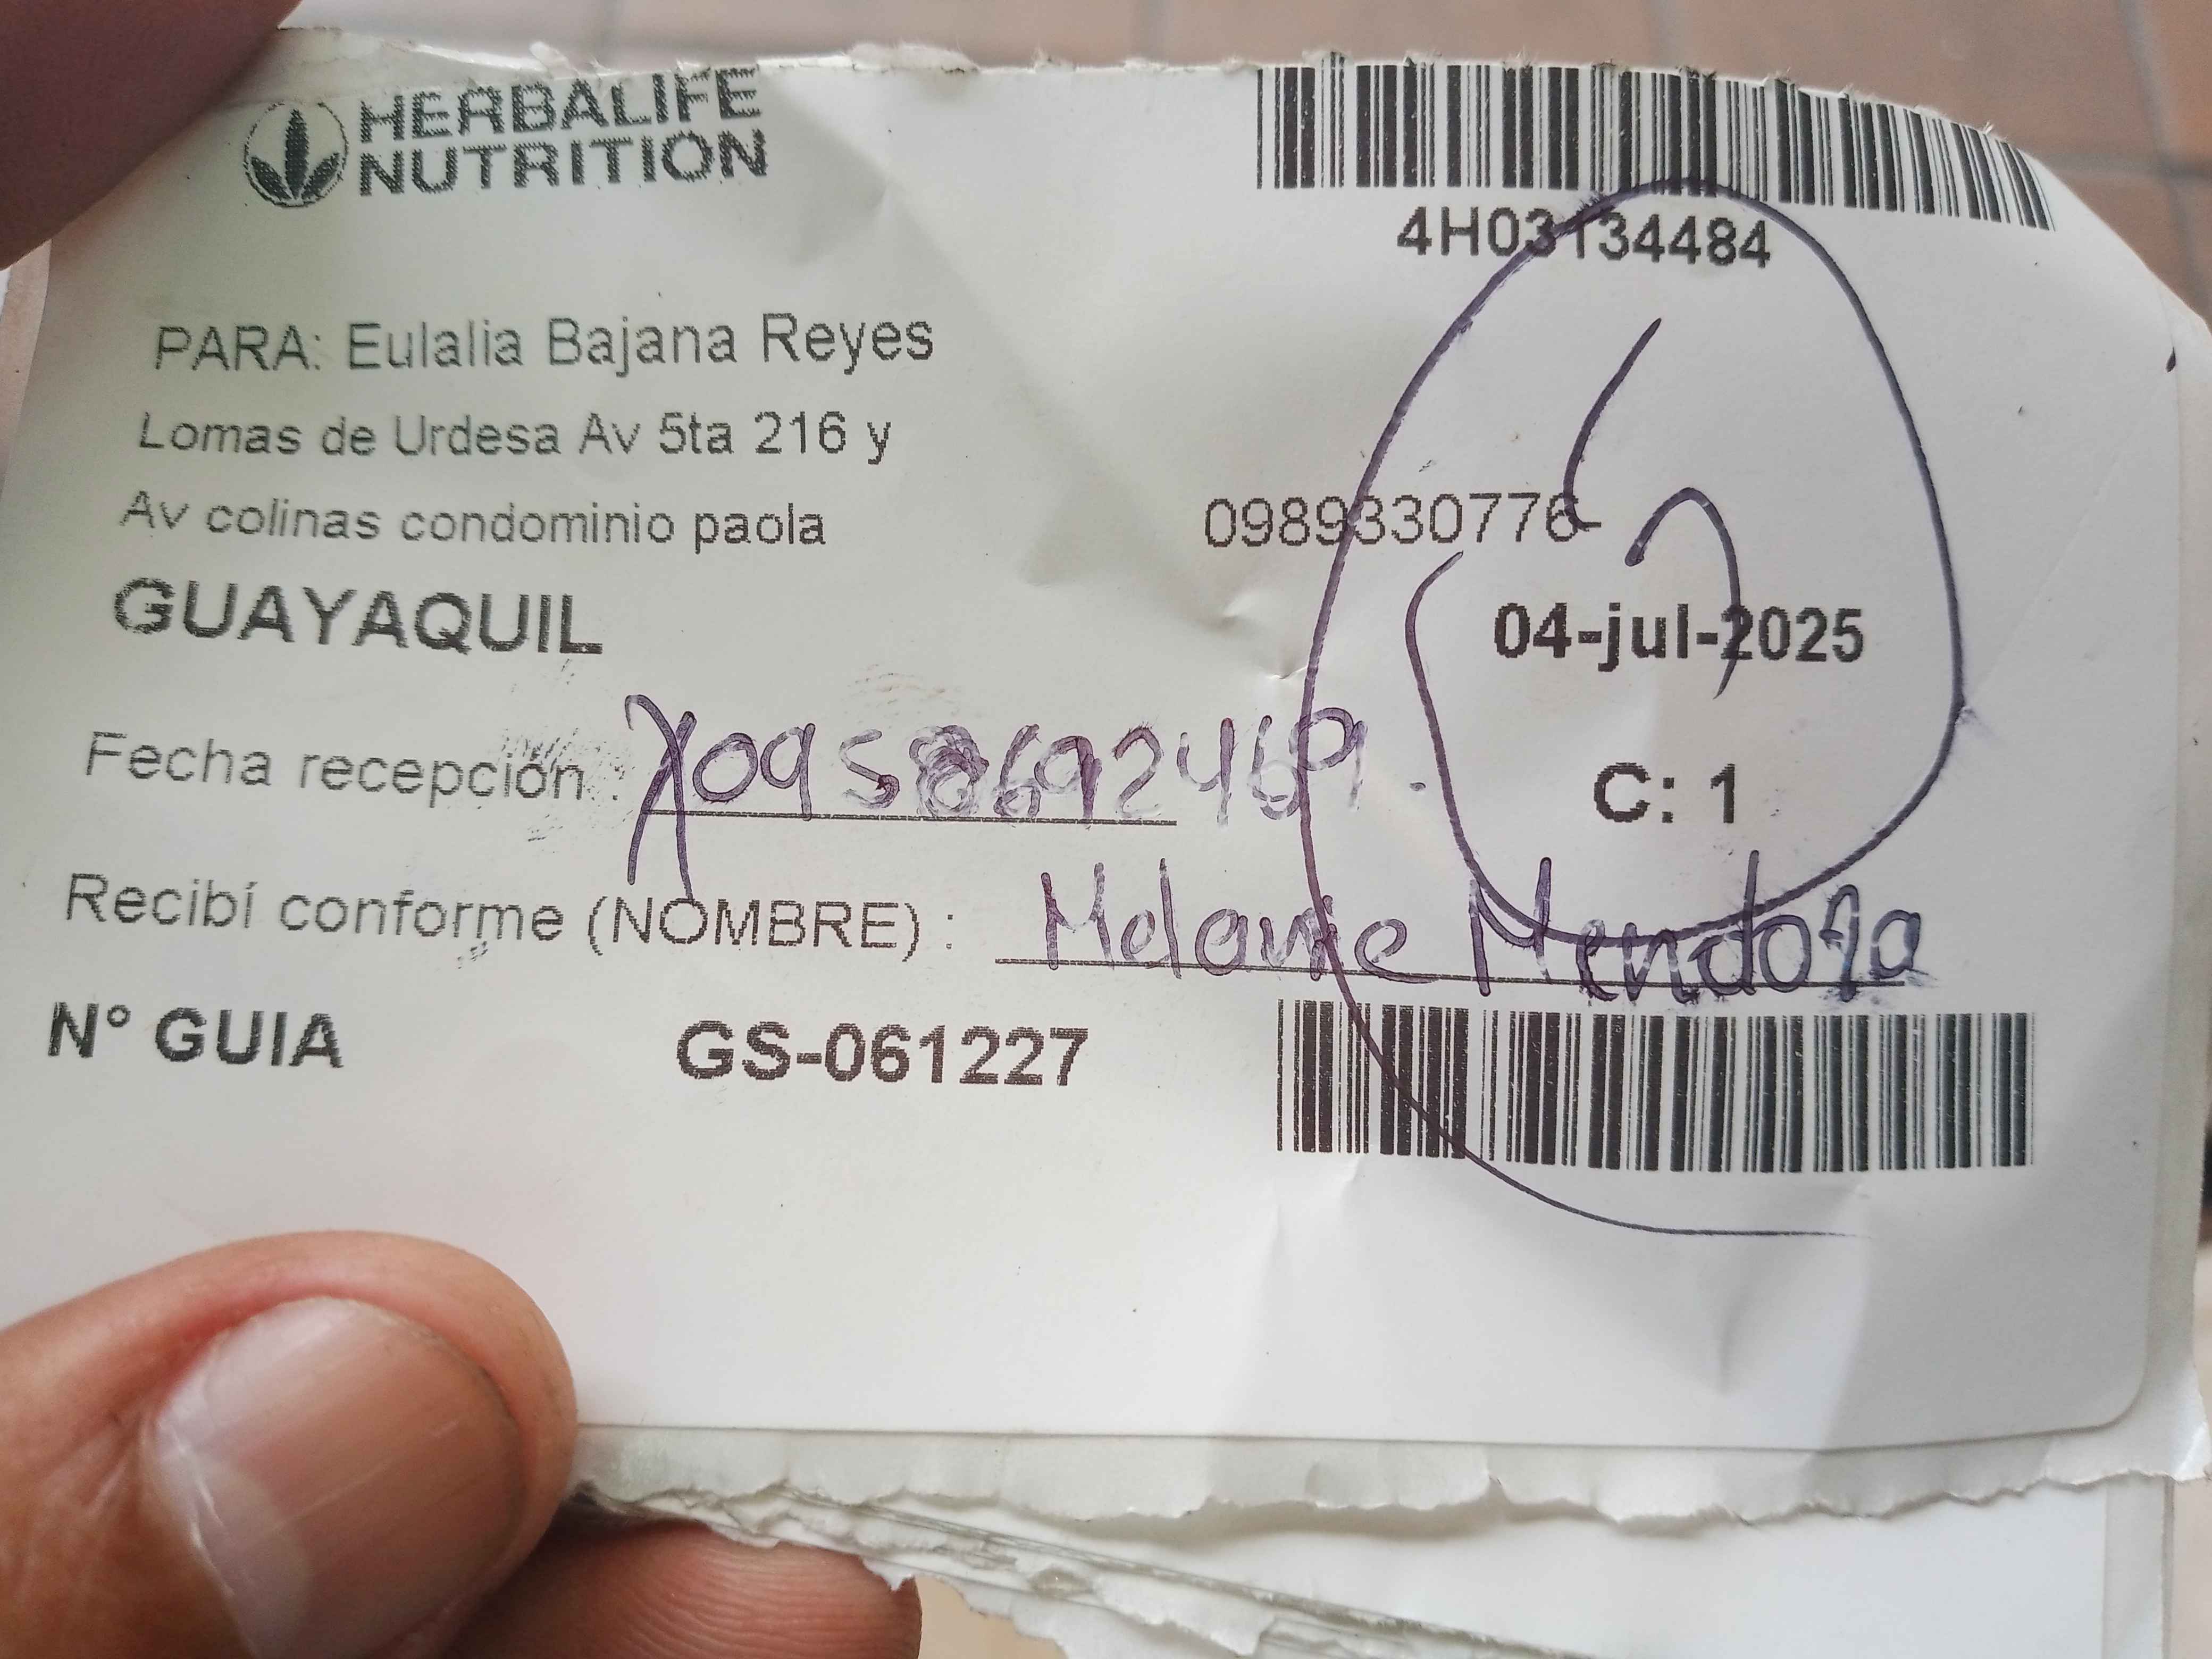 HERBALIFE
NUTRITION
4H03134484
PARA: Eulalia Bajana Reyes
Lomas de Urdesa Av 5ta 216 y
Av colinas condominio paola
0989330776-
GUAYAQUIL
04-jul-2025
Fecha recepción : X0958692469.
C: 1
Recibí conforme (NOMBRE) : Melanie Mendoza
N° GUIA GS-061227